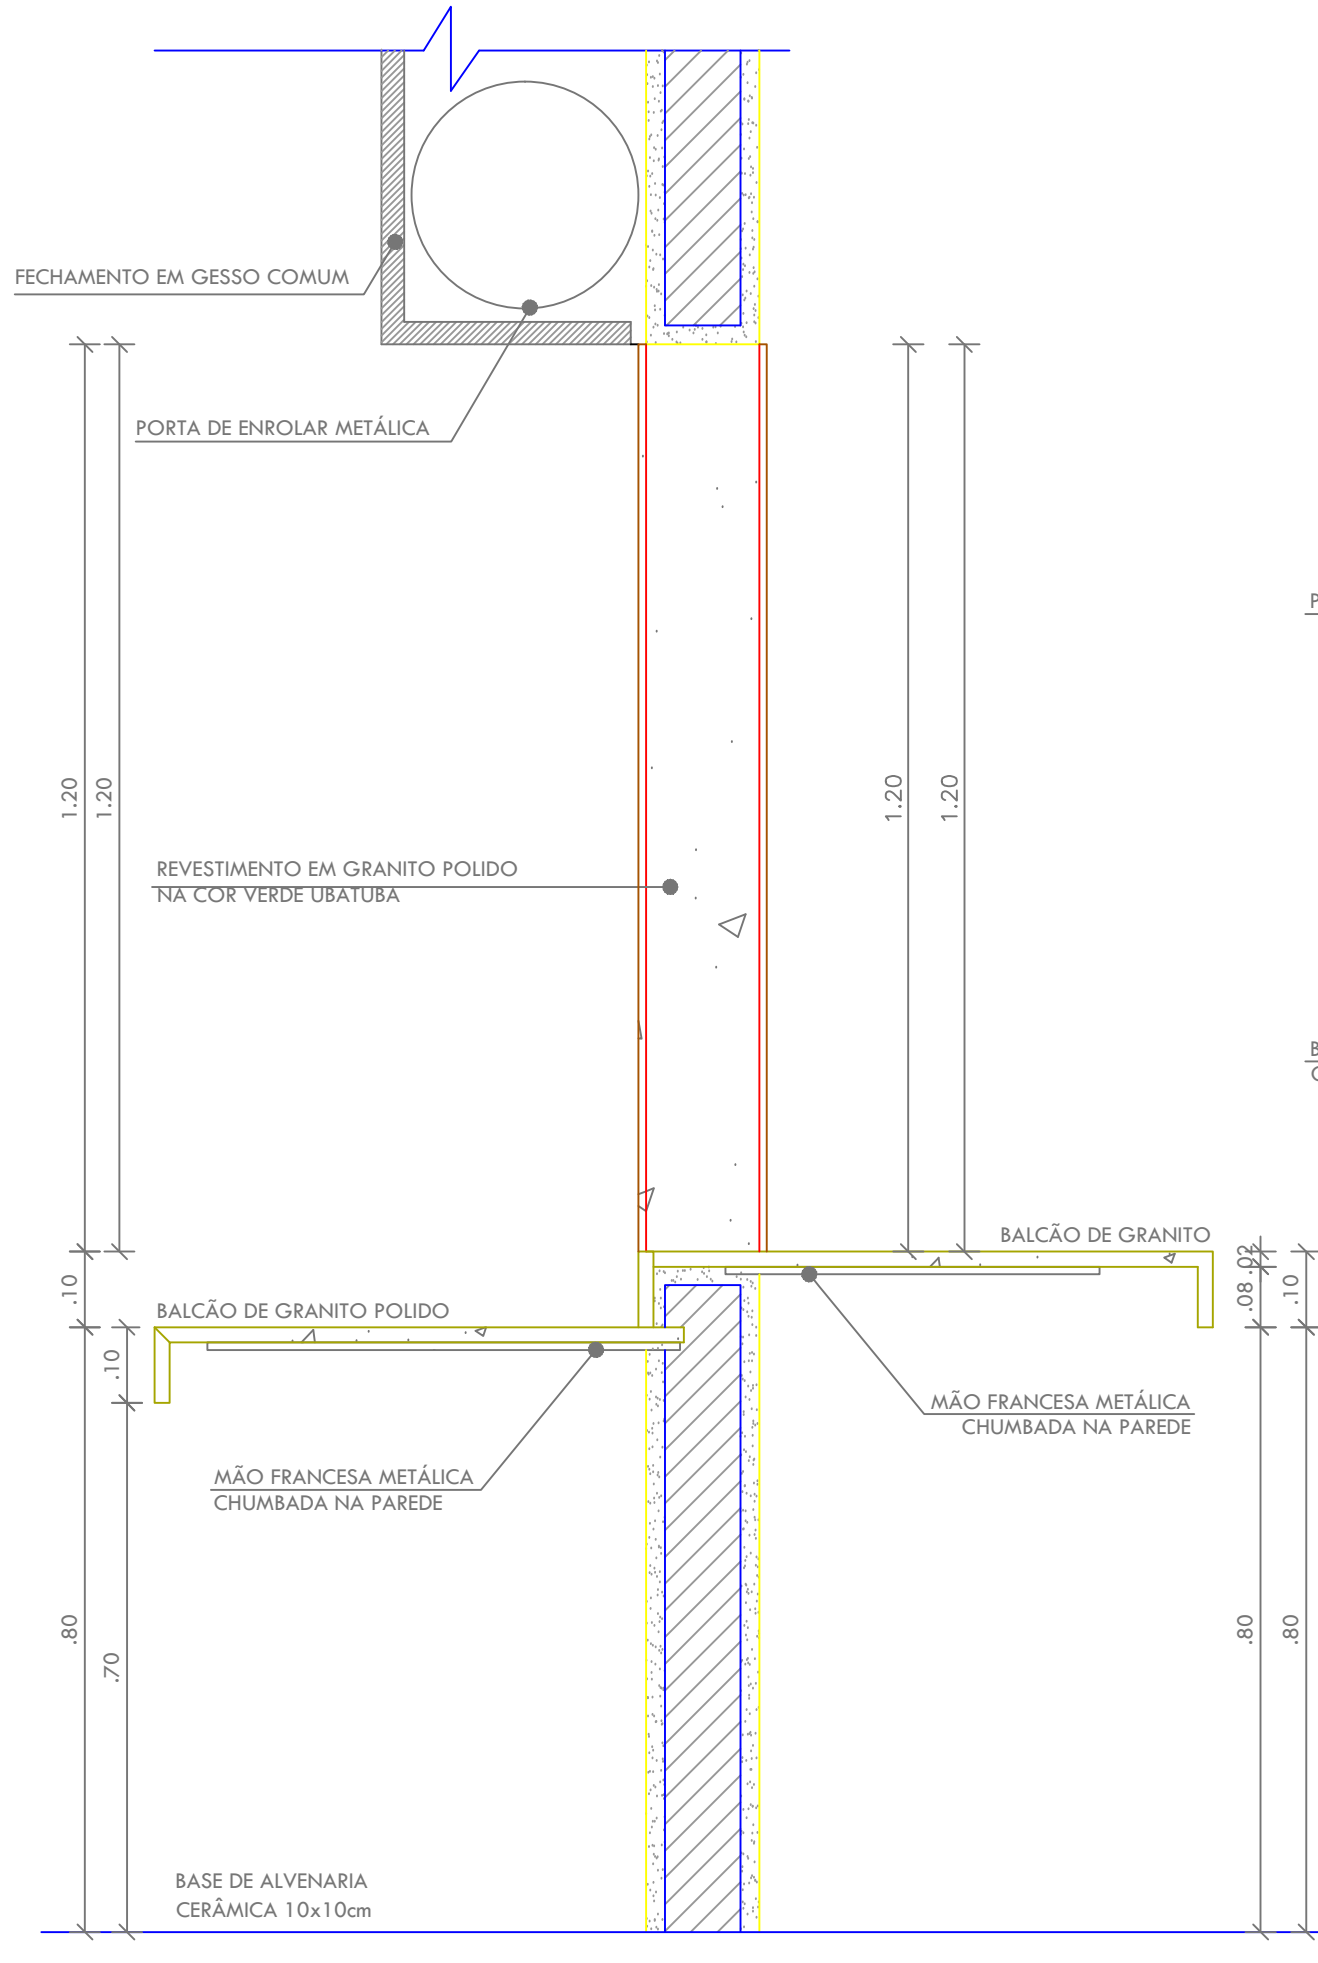 FECHAMENTO EM GESSO COMUM
PORTA DE ENROLAR METÁLICA
1.20
1.20
1.20
1.20
REVESTIMENTO EM GRANITO POLIDO
NA COR VERDE UBATUBA
BALCÃO DE GRANITO
.02
.08
.10
.10
BALCÃO DE GRANITO POLIDO
.10
MÃO FRANCESA METÁLICA
CHUMBADA NA PAREDE
MÃO FRANCESA METÁLICA
CHUMBADA NA PAREDE
.80
.70
.80
.80
BASE DE ALVENARIA
CERÂMICA 10x10cm